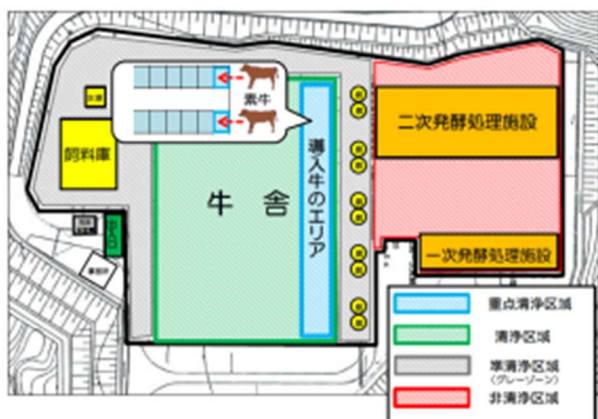 素牛
飼料庫
牛舎
導入牛のエリア
二次発酵処理施設
一次発酵処理施設
重点清浄区域
清浄区域
準清浄区域
(グレーゾーン)
非清浄区域